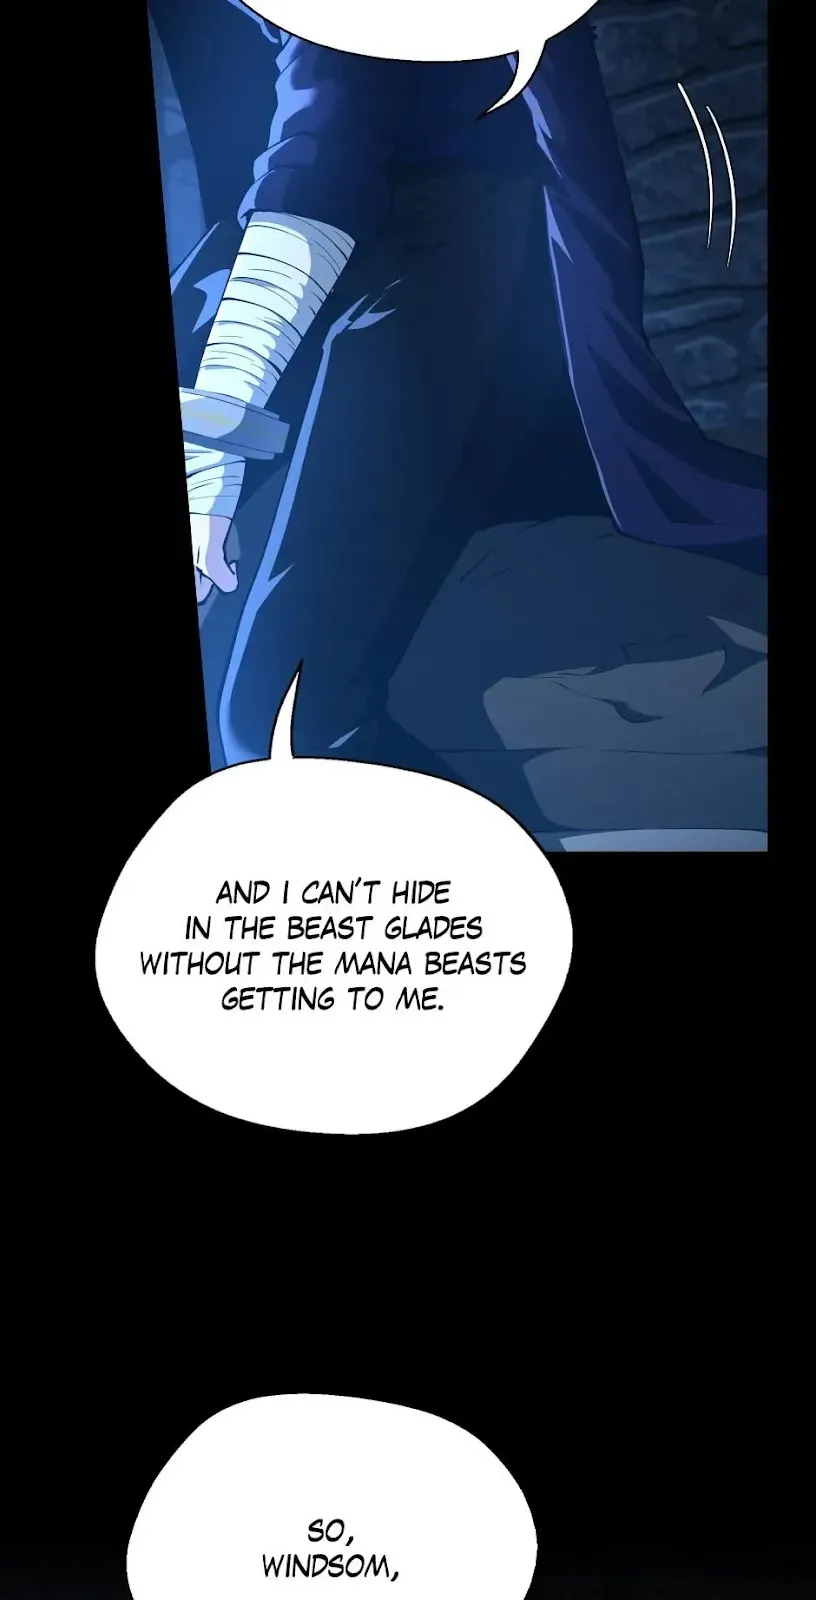 AND I CAN'T HIDE
IN THE BEAST GLADES
WITHOUT THE MANA BEASTS
GETTING TO ME.
SO,
WINDSOM,